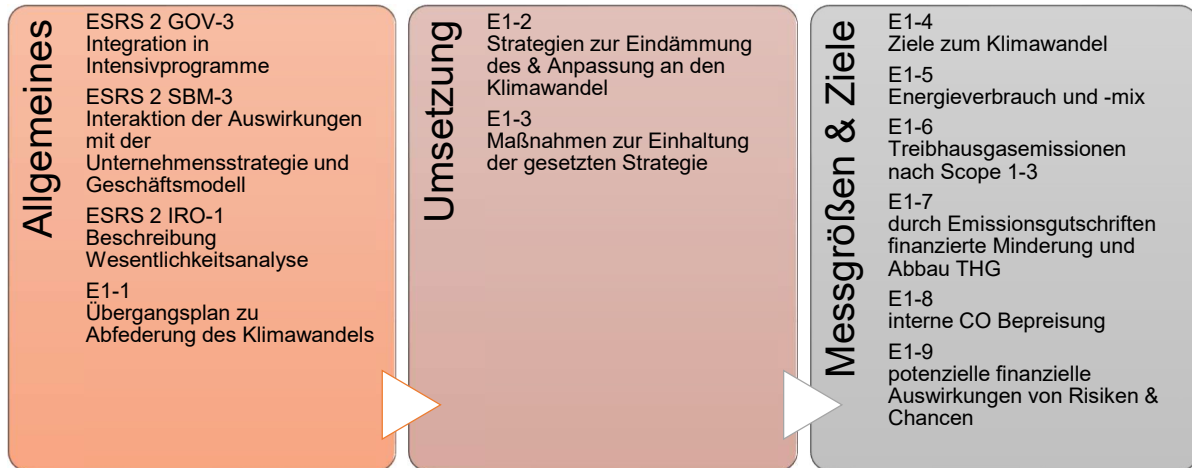 Allgemeines
ESRS 2 GOV-3
Integration in
Intensivprogramme
ESRS 2 SBM-3
Interaktion der Auswirkungen
mit der
Unternehmensstrategie und
Geschäftsmodell
ESRS 2 IRO-1
Beschreibung
Wesentlichkeitsanalyse
E1-1
Übergangsplan zu
Abfederung des Klimawandels
Umsetzung
E1-2
Strategien zur Eindämmung
des & Anpassung an den
Klimawandel
E1-3
Maßnahmen zur Einhaltung
der gesetzten Strategie
Messgrößen & Ziele
E1-4
Ziele zum Klimawandel
E1-5
Energieverbrauch und -mix
E1-6
Treibhausgasemissionen
nach Scope 1-3
E1-7
durch Emissionsgutschriften
finanzierte Minderung und
Abbau THG
E1-8
interne CO Bepreisung
E1-9
potenzielle finanzielle
Auswirkungen von Risiken &
Chancen